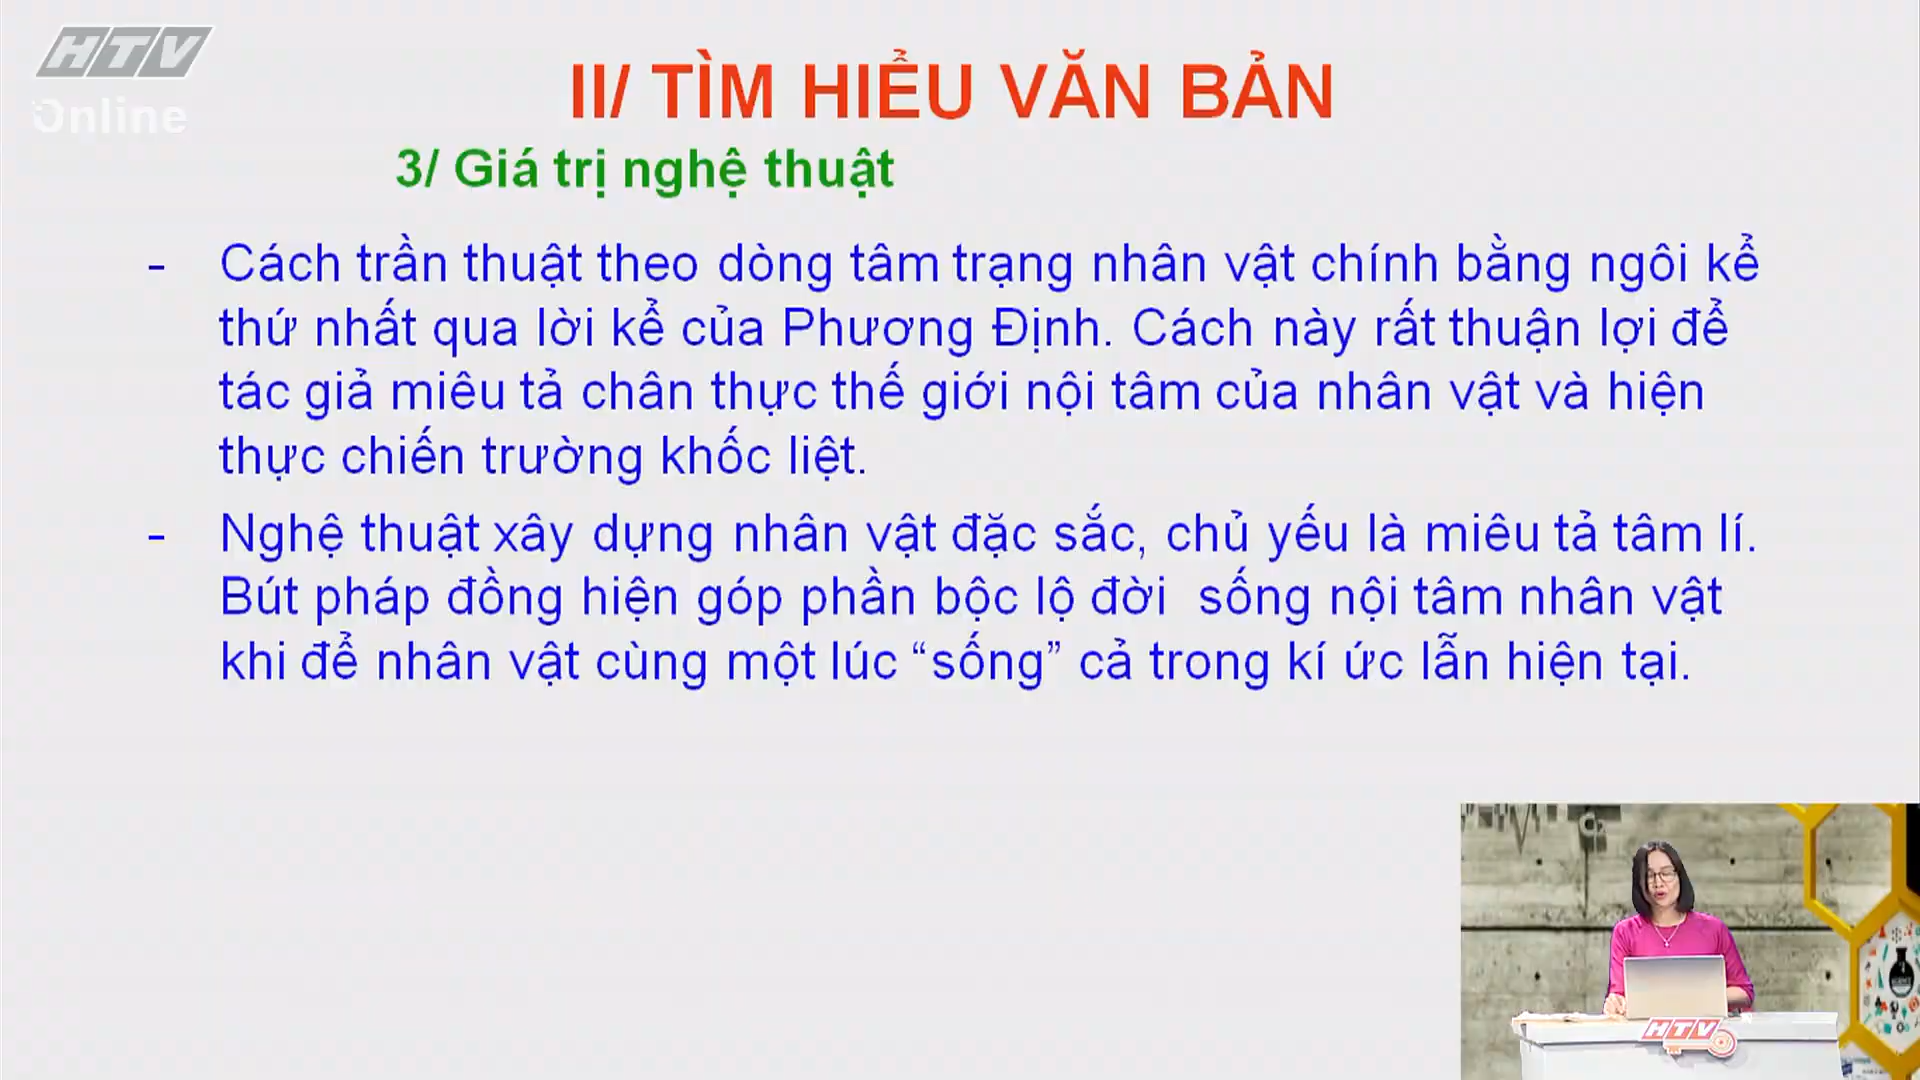 HTV
Online
II/ TÌM HIỂU VĂN BẢN
3/ Giá trị nghệ thuật
- Cách trần thuật theo dòng tâm trạng nhân vật chính bằng ngôi kể
thứ nhất qua lời kể của Phương Định. Cách này rất thuận lợi để
tác giả miêu tả chân thực thế giới nội tâm của nhân vật và hiện
thực chiến trường khốc liệt.
- Nghệ thuật xây dựng nhân vật đặc sắc, chủ yếu là miêu tả tâm lí.
Bút pháp đồng hiện góp phần bộc lộ đời sống nội tâm nhân vật
khi để nhân vật cùng một lúc “sống” cả trong kí ức lẫn hiện tại.
HTV